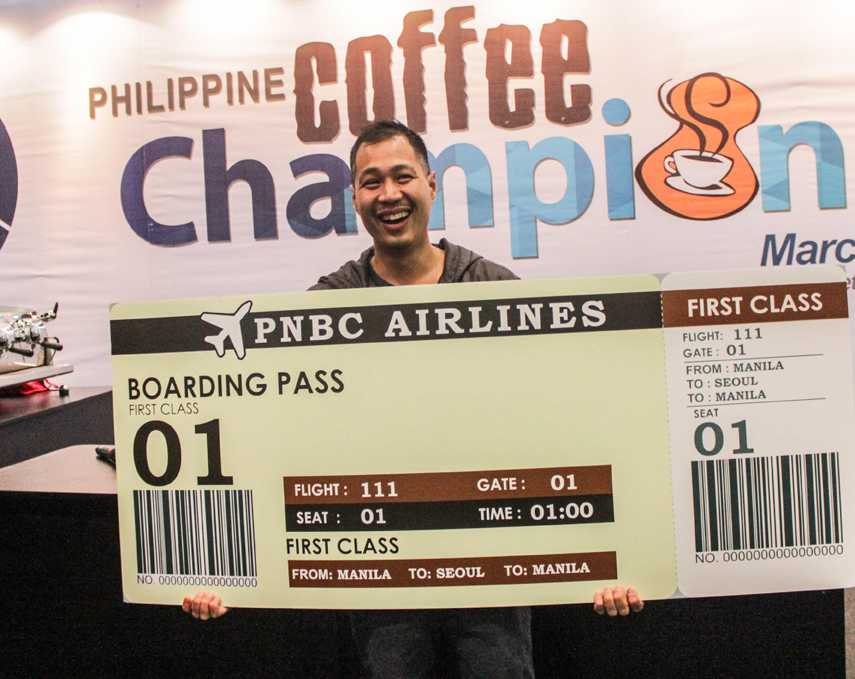 PHILIPPINE coffee
Champion
Marc
PNBC AIRLINES
BOARDING PASS
FIRST CLASS
01
NO. 0000000000000000
FLIGHT : 111 GATE : 01
SEAT : 01 TIME : 01:00
FIRST CLASS
FROM: MANILA TO: SEOUL TO: MANILA
FIRST CLASS
FLIGHT: 111
GATE : 01
FROM : MANILA
TO : SEOUL
TO : MANILA
SEAT
01
NO. 0000000000000000